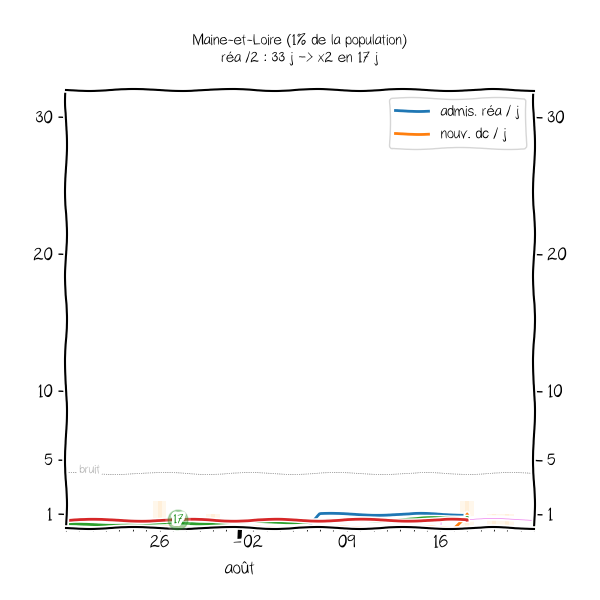 Maine-et-Loire (1% de la population)
réa /2 : 33 j -> x2 en 17 j
admis. réa / j
nouv. dc / j
30 30
20 20
10 10
5 bruit 5
1 17 1
26 02 09 16
août